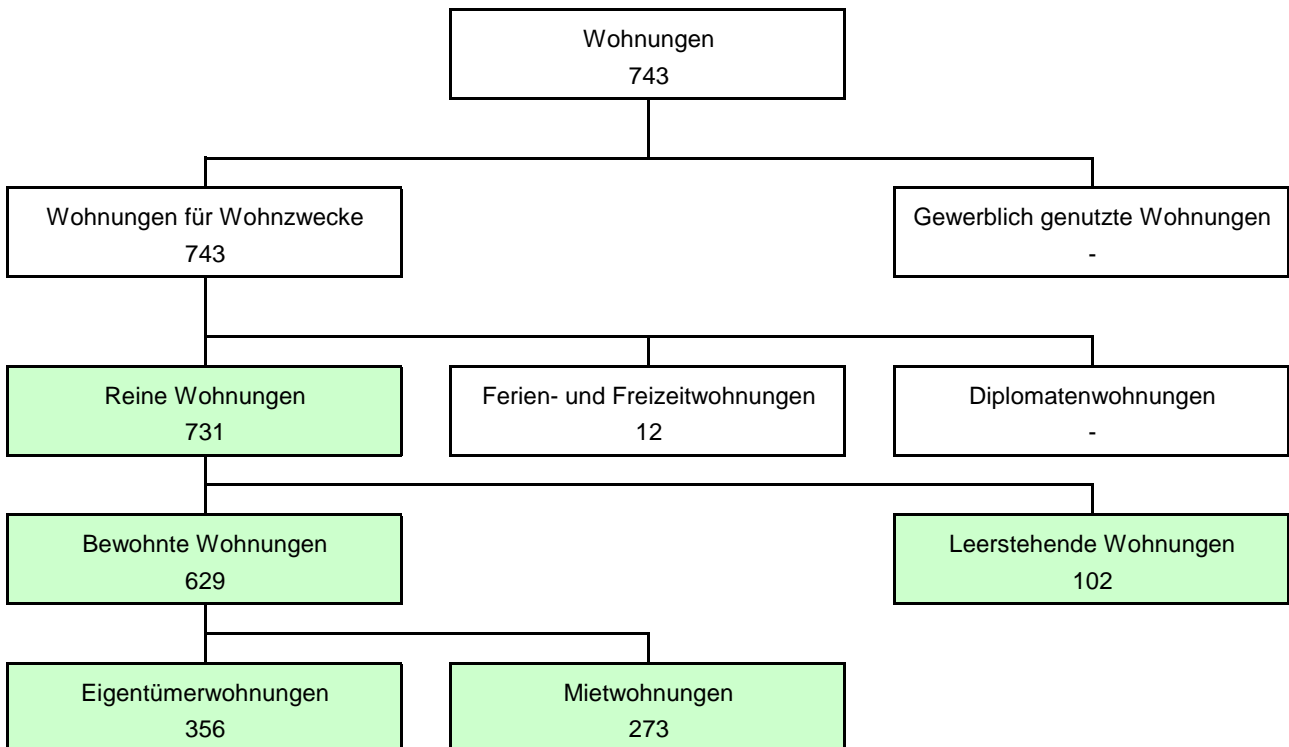 Wohnungen
743
Wohnungen für Wohnzwecke
743
Gewerblich genutzte Wohnungen
-
Reine Wohnungen
731
Ferien- und Freizeitwohnungen
12
Diplomatenwohnungen
-
Bewohnte Wohnungen
629
Leerstehende Wohnungen
102
Eigentümerwohnungen
356
Mietwohnungen
273